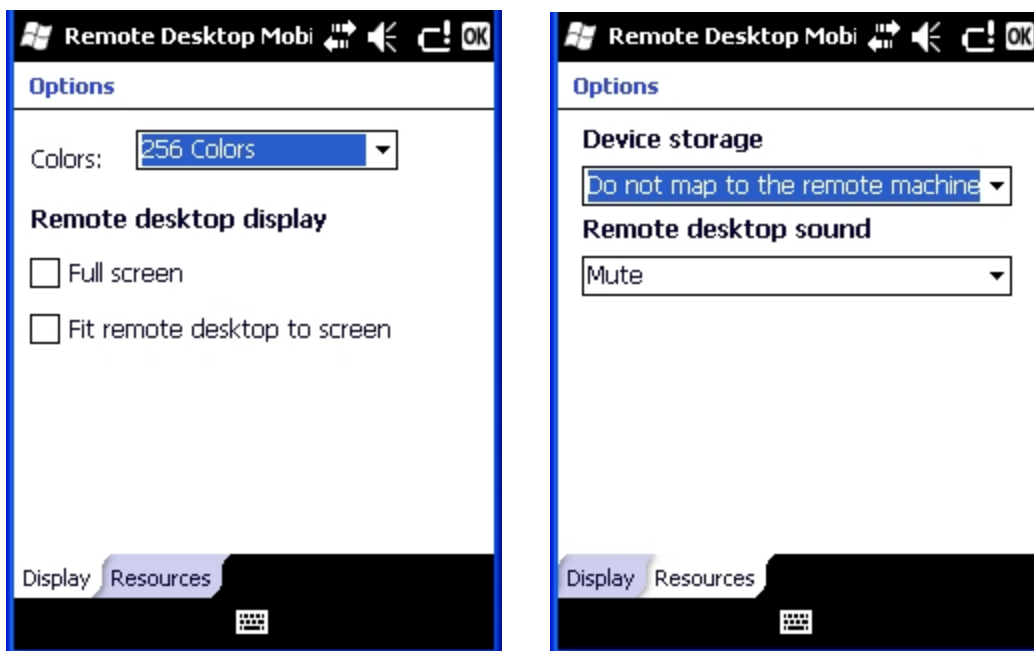 Remote Desktop Mobi
OK
Options
Colors:
256 Colors
Remote desktop display
Full screen
Fit remote desktop to screen
Display
Resources
Remote Desktop Mobi
OK
Options
Device storage
Do not map to the remote machine
Remote desktop sound
Mute
Display
Resources